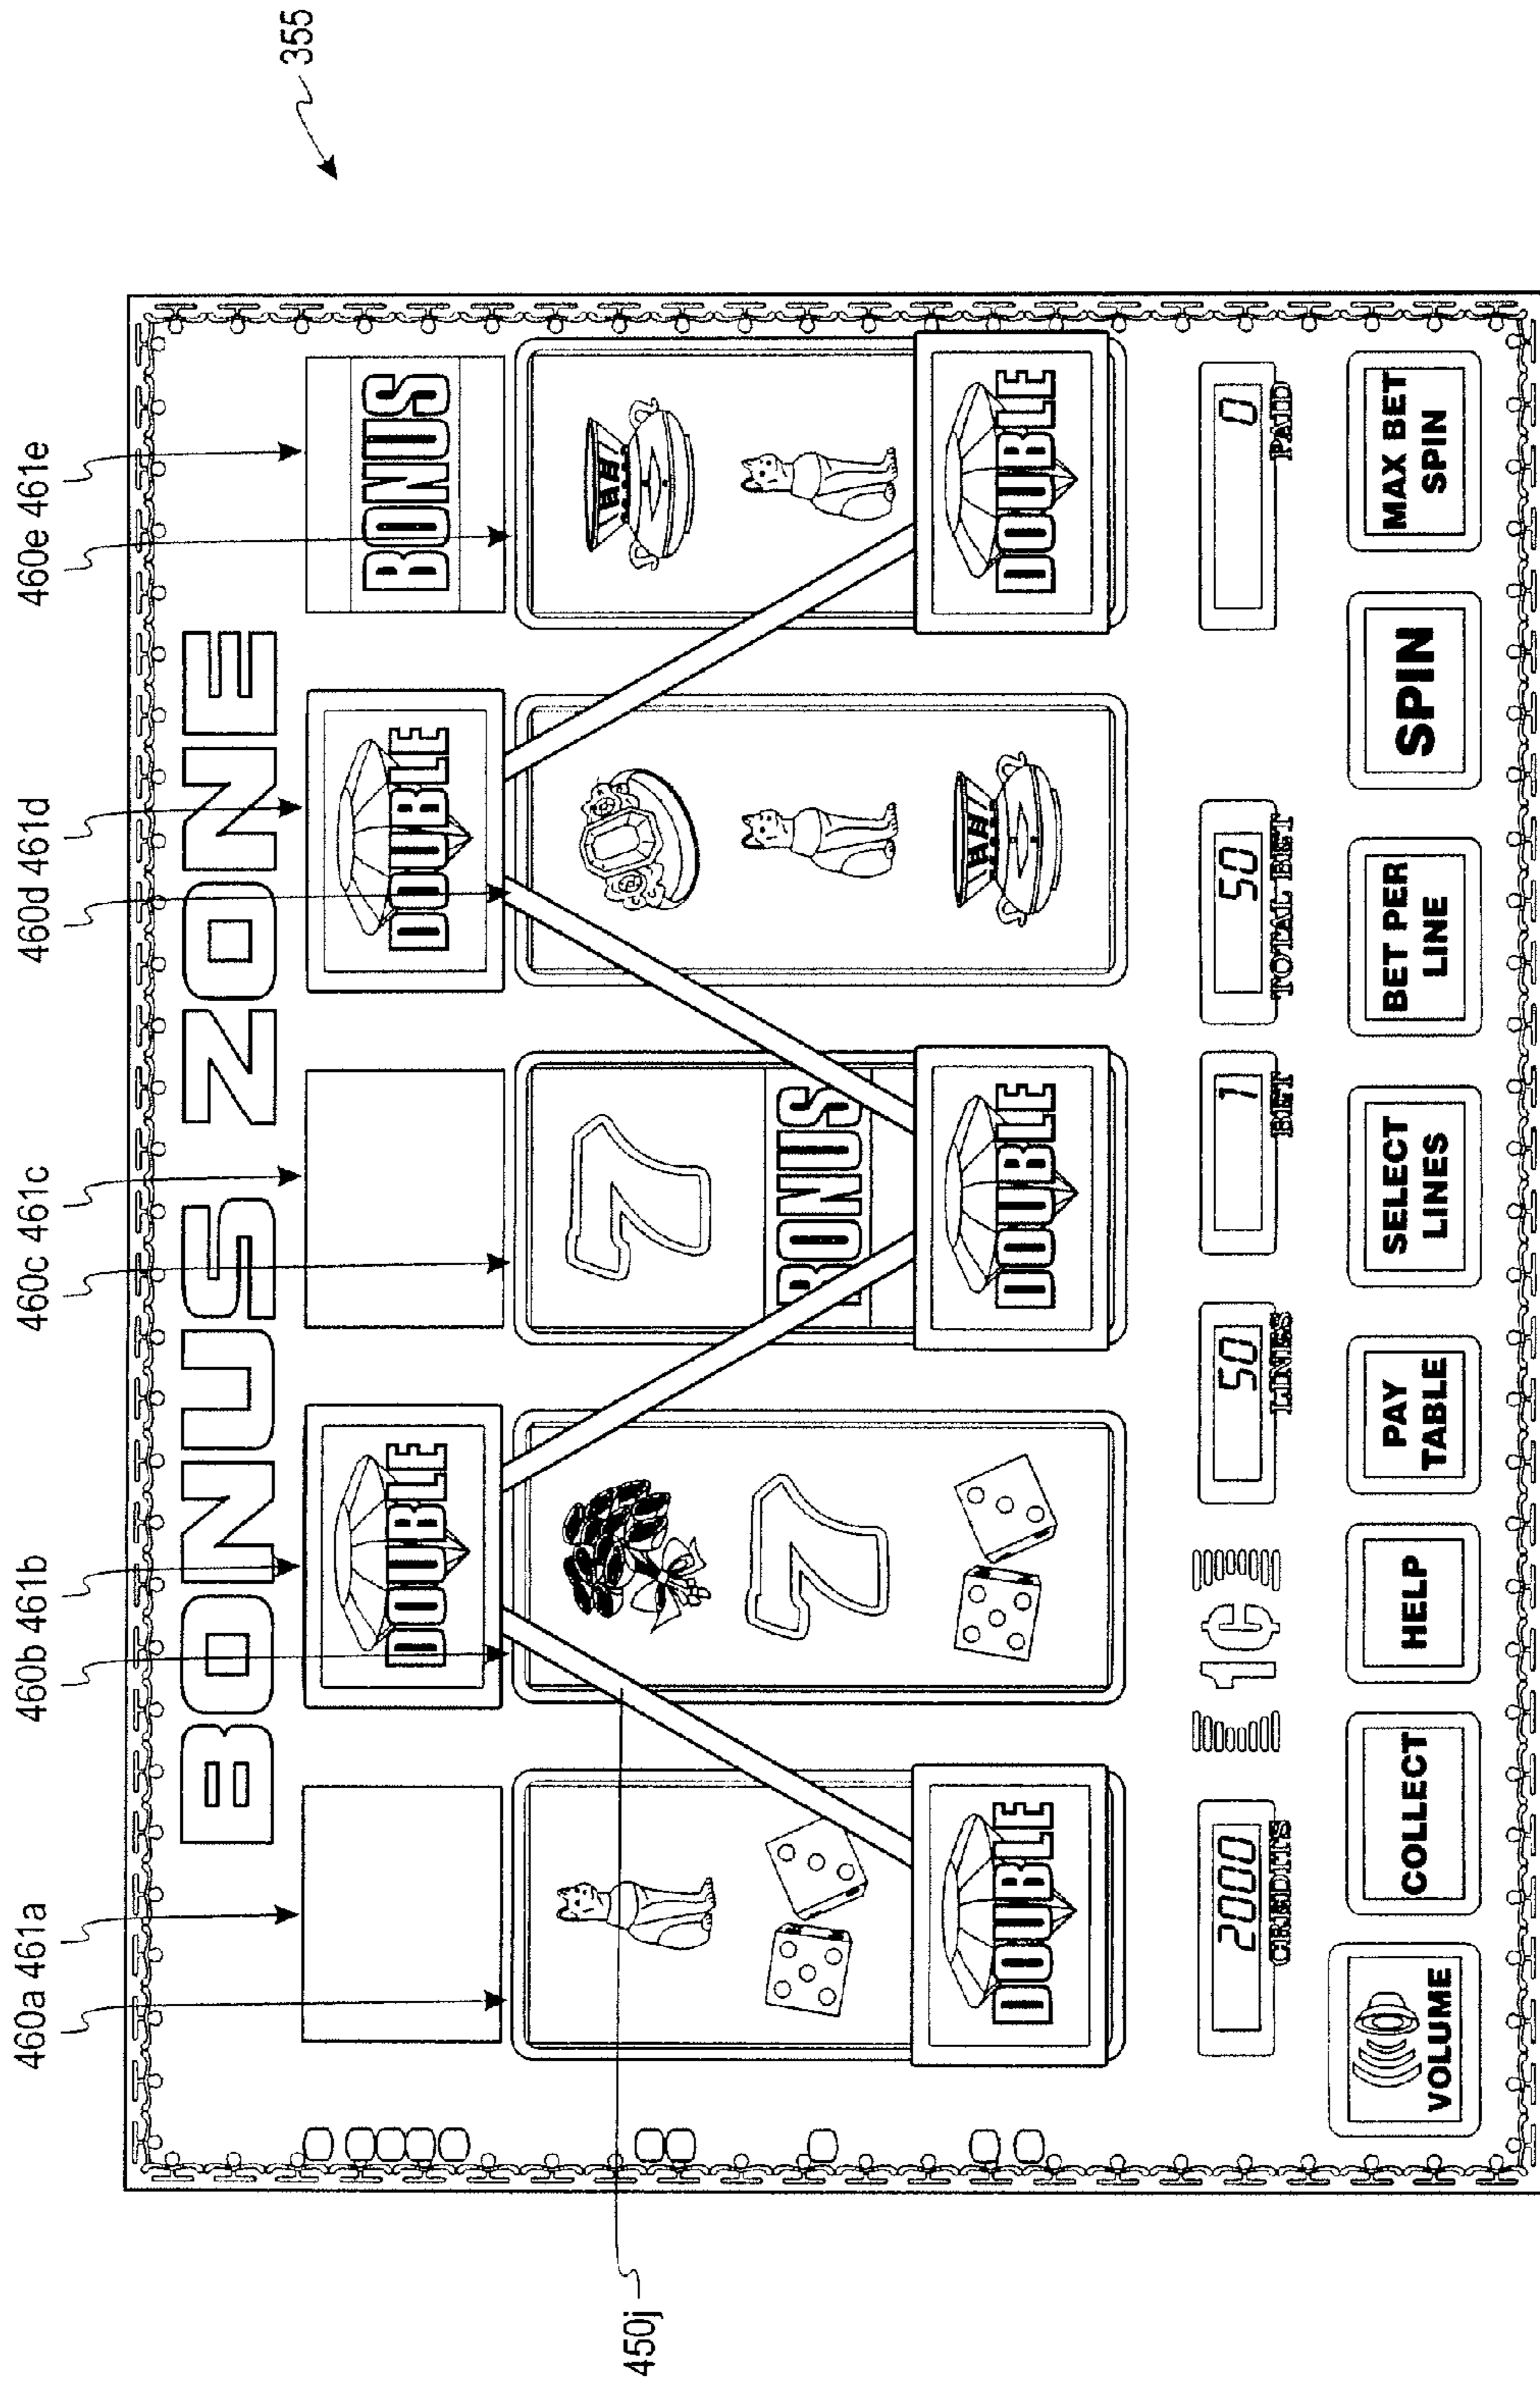 460a 461a
460b 461b
460c 461c
460d 461d
460e 461e
355
BONUS ZONE
DOUBLE
DOUBLE
BONUS
7
7
BONUS
DOUBLE
DOUBLE
DOUBLE
450j
2000
CREDITS
1¢
50
LINES
1
BET
50
TOTAL BET
0
PAID
VOLUME
COLLECT
HELP
PAY
TABLE
SELECT
LINES
BET PER
LINE
SPIN
MAX BET
SPIN